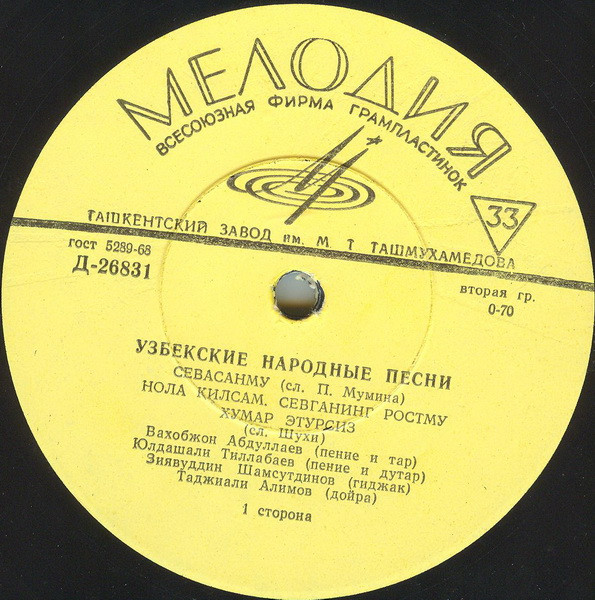 МЕЛОДИЯ
ВСЕСОЮЗНАЯ ФИРМА ГРАМПЛАСТИНОК
33
ТАШКЕНТСКИЙ ЗАВОД им. М. Т ТАШМУХАМЕДОВА
гост 5289-68
Д-26831
вторая гр.
0-70
УЗБЕКСКИЕ НАРОДНЫЕ ПЕСНИ
СЕВАСАНМУ (сл. П. Мумина)
НОЛА КИЛСАМ, СЕВГАНИНГ РОСТМУ
ХУМАР ЭТУРСИЗ
(сл. Шухи)
Вахобжон Абдуллаев (пение и тар)
Юлдашали Тиллабаев (пение и дутар)
Зиявуддин Шамсутдинов (гиджак)
Таджиали Алимов (дойра)
1 сторона